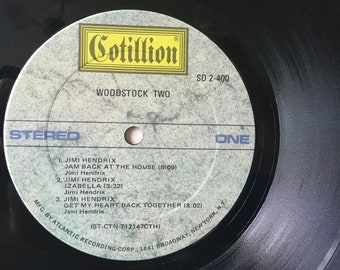 Cotillion
SD 2-400
WOODSTOCK TWO
STEREO ONE
1. JIMI HENDRIX
JAM BACK AT THE HOUSE (6:09)
Jimi Hendrix
2. JIMI HENDRIX
IZABELLA (3:32)
Jimi Hendrix
3. JIMI HENDRIX
GET MY HEART BACK TOGETHER (8:02)
Jimi Hendrix
(ST-CTN-712147CTH)
MFG. BY ATLANTIC RECORDING CORP., 1841 BROADWAY, NEW YORK, N.Y.